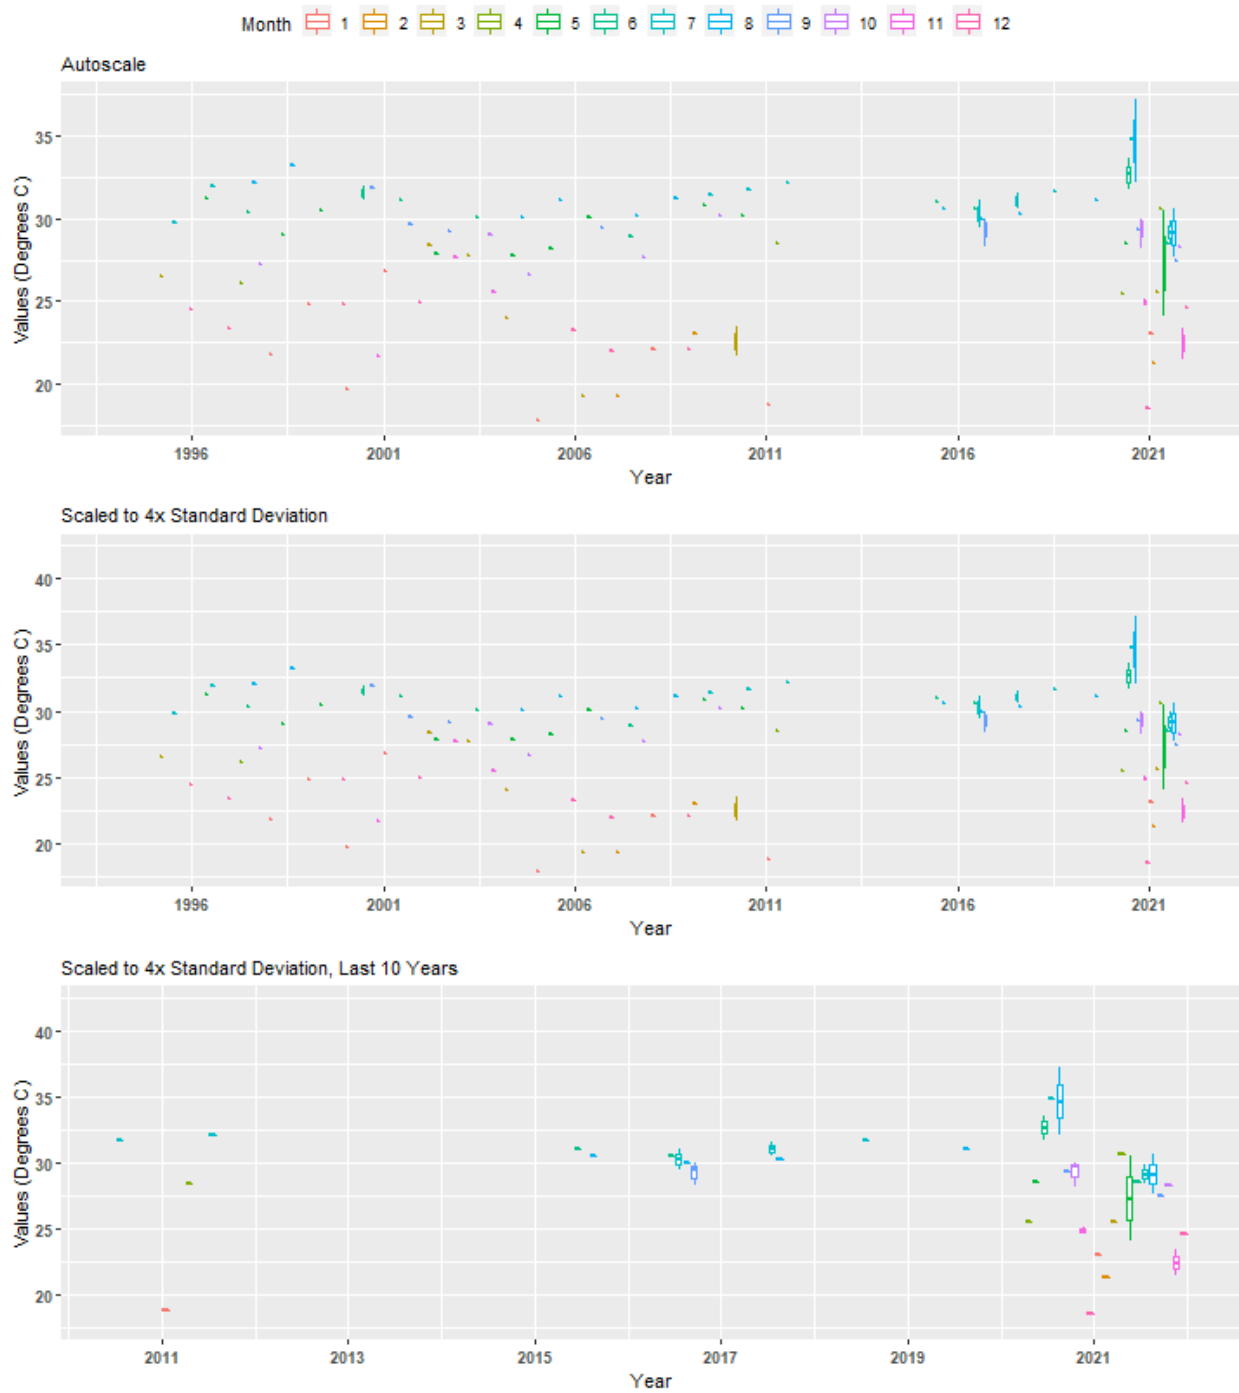 Month 1 2 3 4 5 6 7 8 9 10 11 12
Autoscale
Values (Degrees C)
35
30
25
20
1996 2001 2006 2011 2016 2021
Year
Scaled to 4x Standard Deviation
Values (Degrees C)
40
35
30
25
20
1996 2001 2006 2011 2016 2021
Year
Scaled to 4x Standard Deviation, Last 10 Years
Values (Degrees C)
40
35
30
25
20
2011 2013 2015 2017 2019 2021
Year